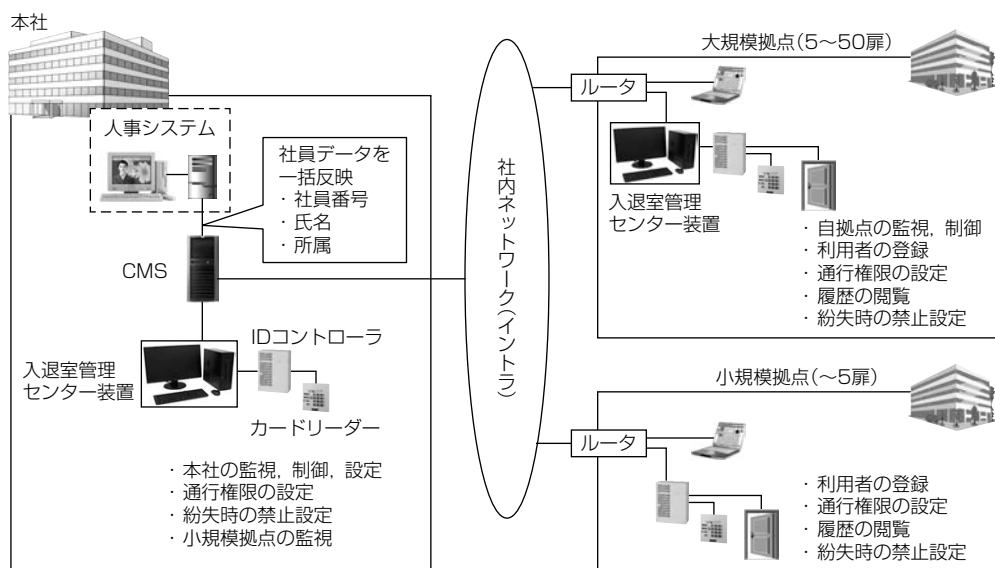 本社
人事システム
社員データを
一括反映
・社員番号
・氏名
・所属
CMS
IDコントローラ
入退室管理
センター装置
カードリーダー
・本社の監視，制御，設定
・通行権限の設定
・紛失時の禁止設定
・小規模拠点の監視
社内ネットワーク（イントラ）
大規模拠点（5～50扉）
ルータ
入退室管理
センター装置
・自拠点の監視，制御
・利用者の登録
・通行権限の設定
・履歴の閲覧
・紛失時の禁止設定
小規模拠点（～5扉）
ルータ
・利用者の登録
・通行権限の設定
・履歴の閲覧
・紛失時の禁止設定